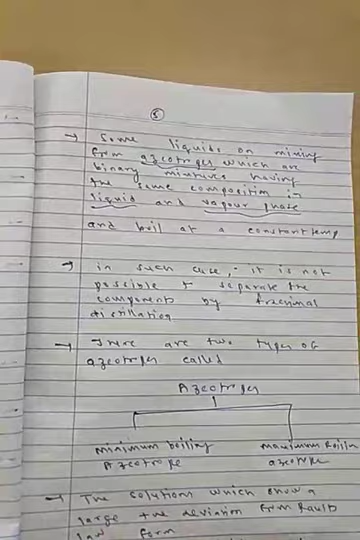 5
→ Some liquids on mixing
form azeotropes which are
binary mixtures having
the same composition in
liquid and vapour phase
and boil at a constant temp
→ in such case, it is not
possible to separate the
components by fractional
distillation
→ There are two types of
azeotropes called
Azeotropes
minimum boiling maximum boiling
Azeotrope azeotrope
→ The solutions which show a
large +ve deviation from Raults
law form